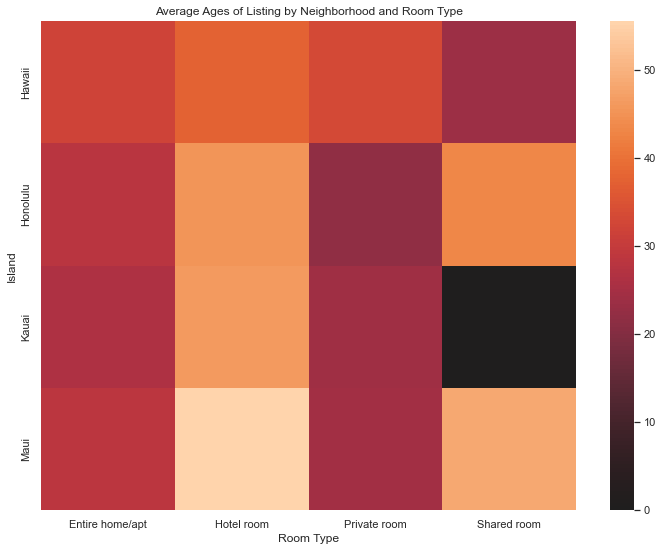 Average Ages of Listing by Neighborhood and Room Type
Island
Hawaii
Honolulu
Kauai
Maui
Entire home/apt
Hotel room
Private room
Shared room
Room Type
50
40
30
20
10
0